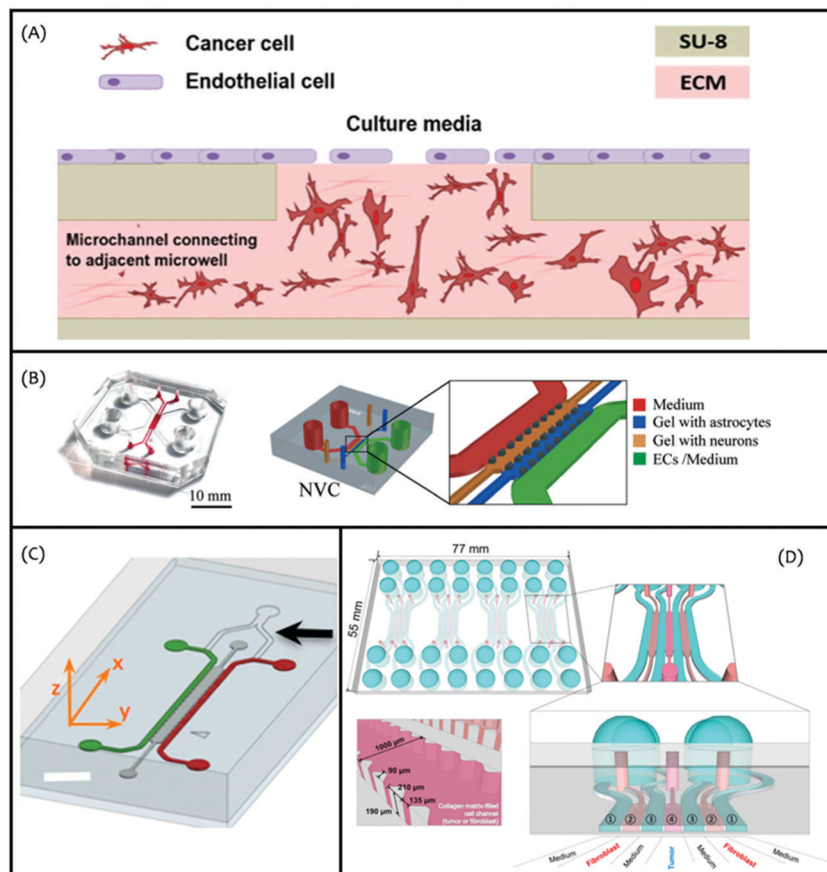 (A)
Cancer cell
Endothelial cell
SU-8
ECM
Culture media
Microchannel connecting
to adjacent microwell
(B)
10 mm
NVC
Medium
Gel with astrocytes
Gel with neurons
ECs /Medium
(C)
z
x
y
(D)
77 mm
55 mm
1000 µm
90 µm
210 µm
135 µm
190 µm
Collagen matrix-filled
cell channel
(tumor or fibroblast)
① ② ③ ④ ③ ② ①
Medium
Fibroblast
Medium
Tumor
Medium
Fibroblast
Medium